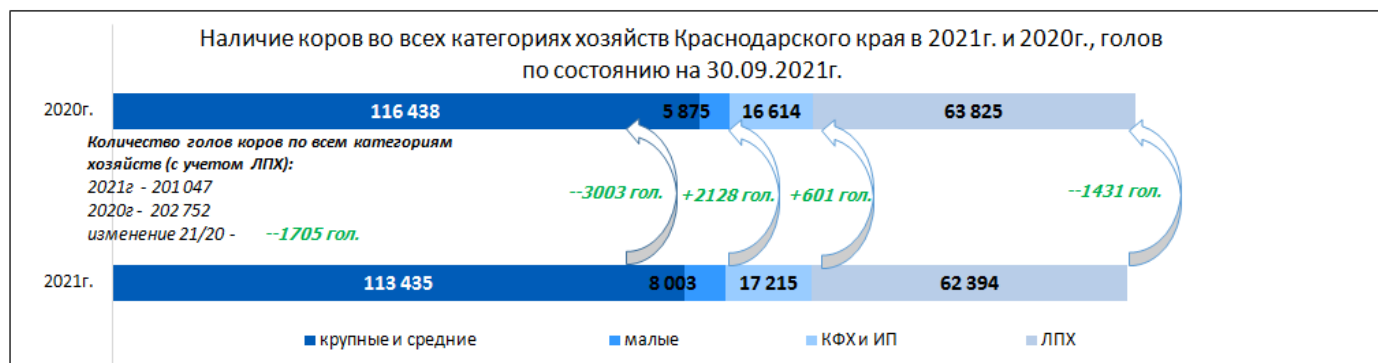 Наличие коров во всех категориях хозяйств Краснодарского края в 2021г. и 2020г., голов
по состоянию на 30.09.2021г.
2020г.
116 438
5 875
16 614
63 825
Количество голов коров по всем категориям
хозяйств (с учетом ЛПХ):
2021г - 201 047
2020г - 202 752
изменение 21/20 - --1705 гол.
--3003 гол.
+2128 гол.
+601 гол.
--1431 гол.
2021г.
113 435
8 003
17 215
62 394
крупные и средние
малые
КФХ и ИП
ЛПХ